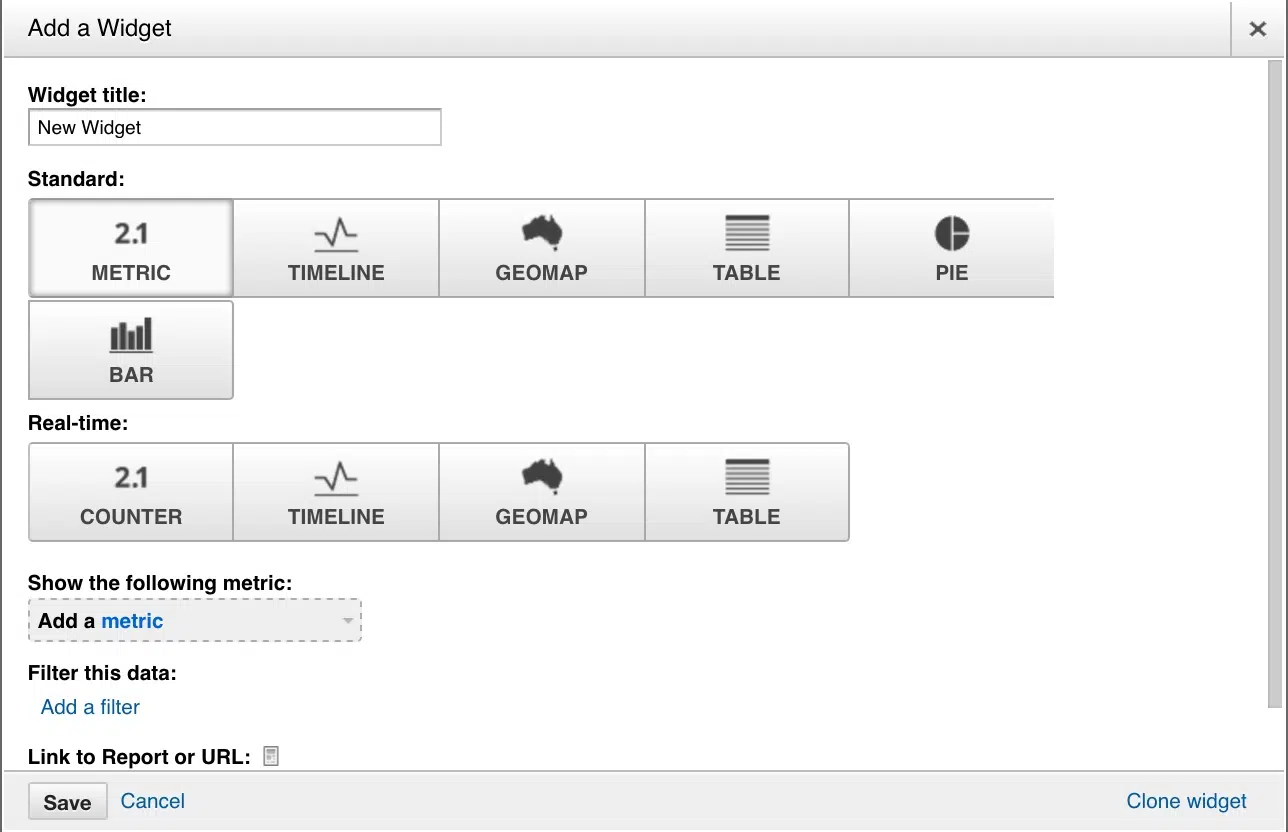 Add a Widget
Widget title:
New Widget
Standard:
2.1
METRIC TIMELINE GEOMAP TABLE PIE
BAR
Real-time:
2.1
COUNTER TIMELINE GEOMAP TABLE
Show the following metric:
Add a metric
Filter this data:
Add a filter
Link to Report or URL:
Save Cancel Clone widget